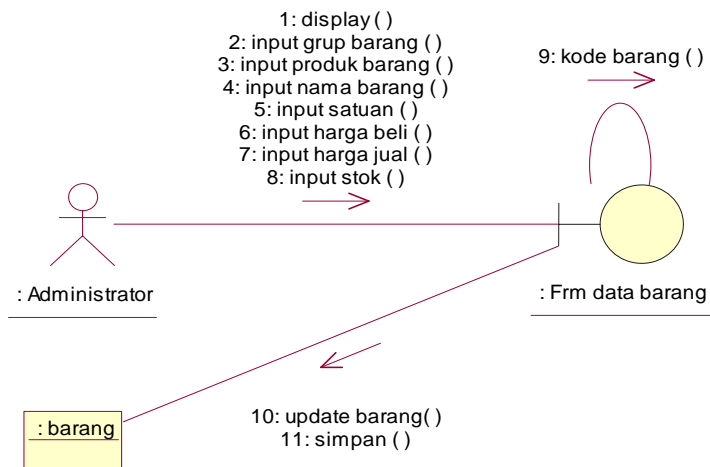 1: display ( )
2: input grup barang ( )
3: input produk barang ( )
4: input nama barang ( )
5: input satuan ( )
6: input harga beli ( )
7: input harga jual ( )
8: input stok ( )
9: kode barang ( )
: Administrator
: Frm data barang
: barang
10: update barang( )
11: simpan ( )